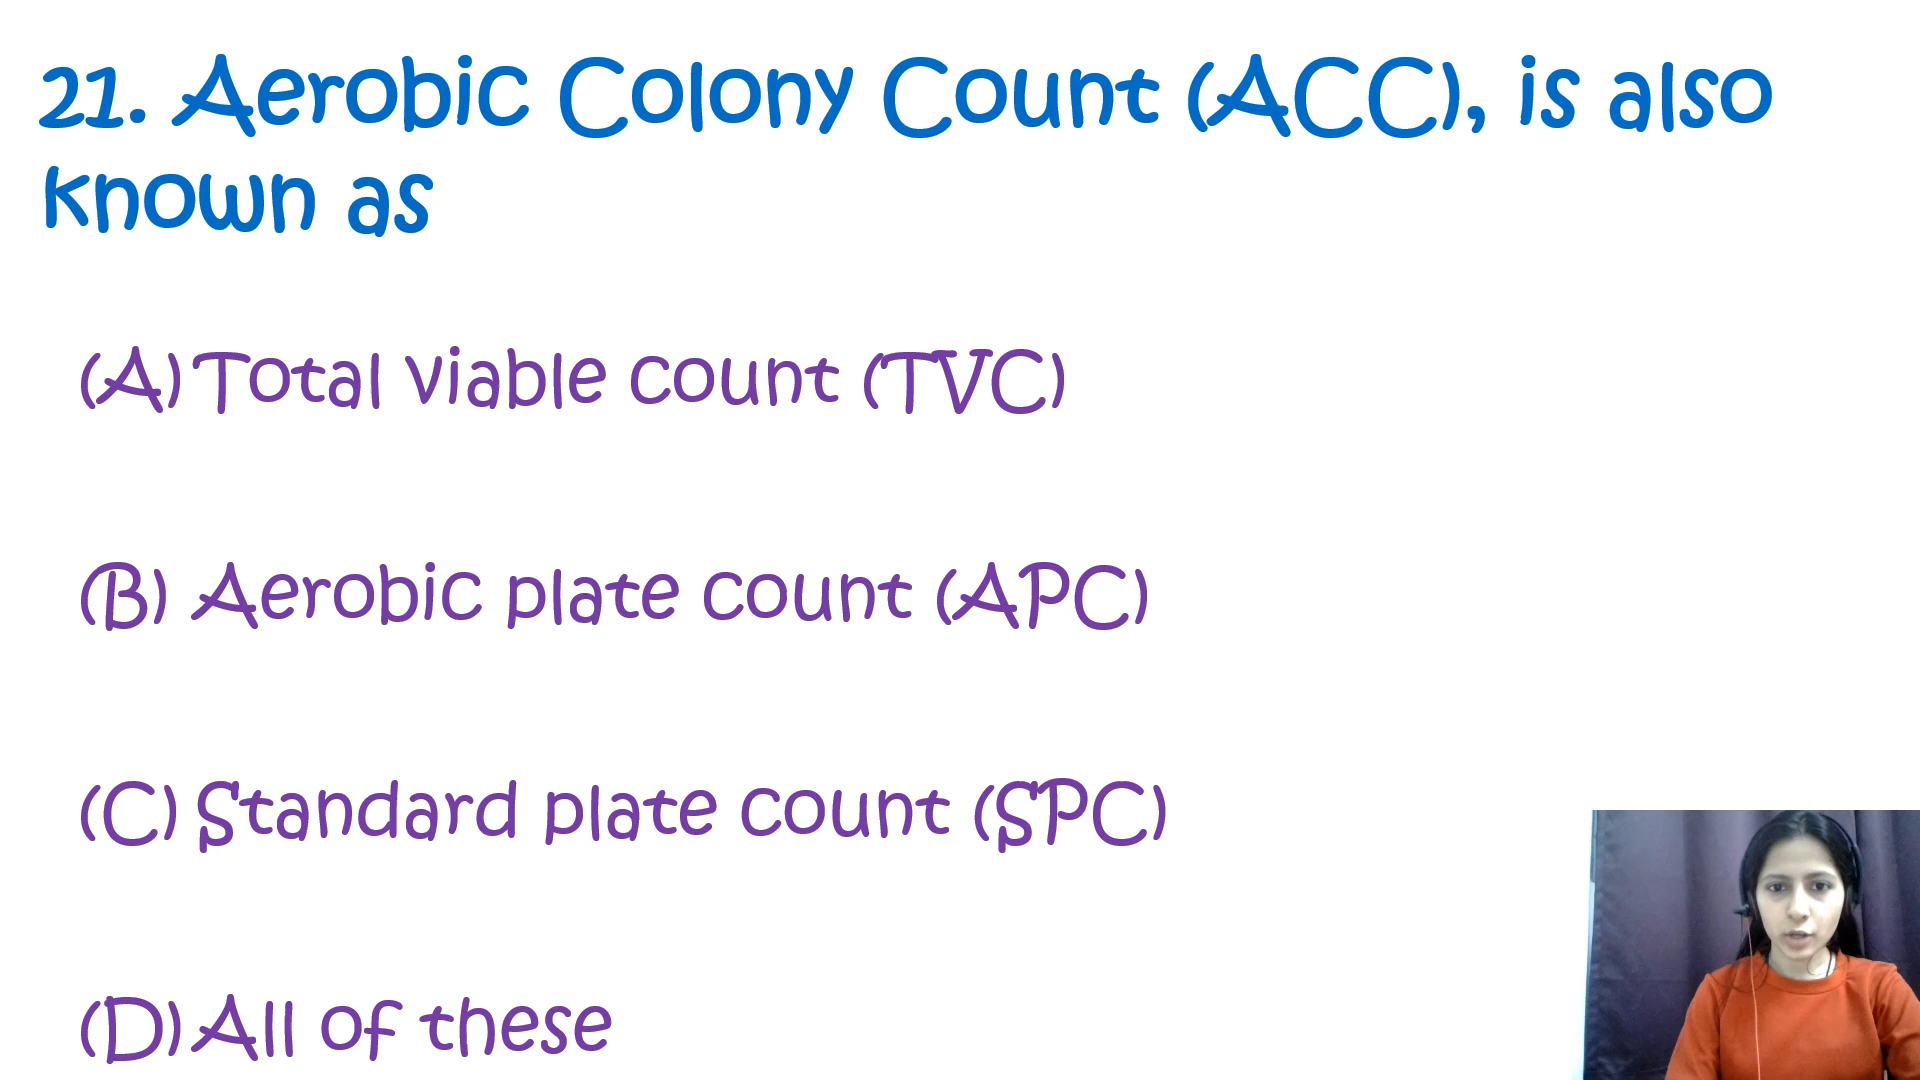 21. Aerobic Colony Count (ACC), is also
known as
(A) Total viable count (TVC)
(B) Aerobic plate count (APC)
(C) Standard plate count (SPC)
(D) All of these